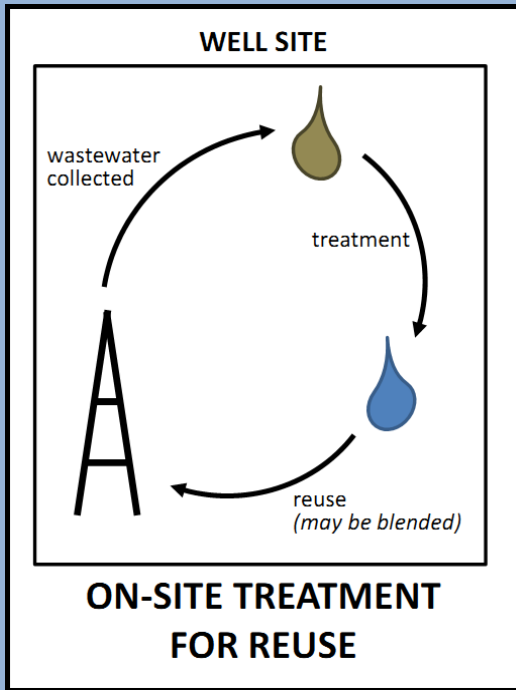 WELL SITE
wastewater
collected
treatment
reuse
(may be blended)
ON-SITE TREATMENT
FOR REUSE